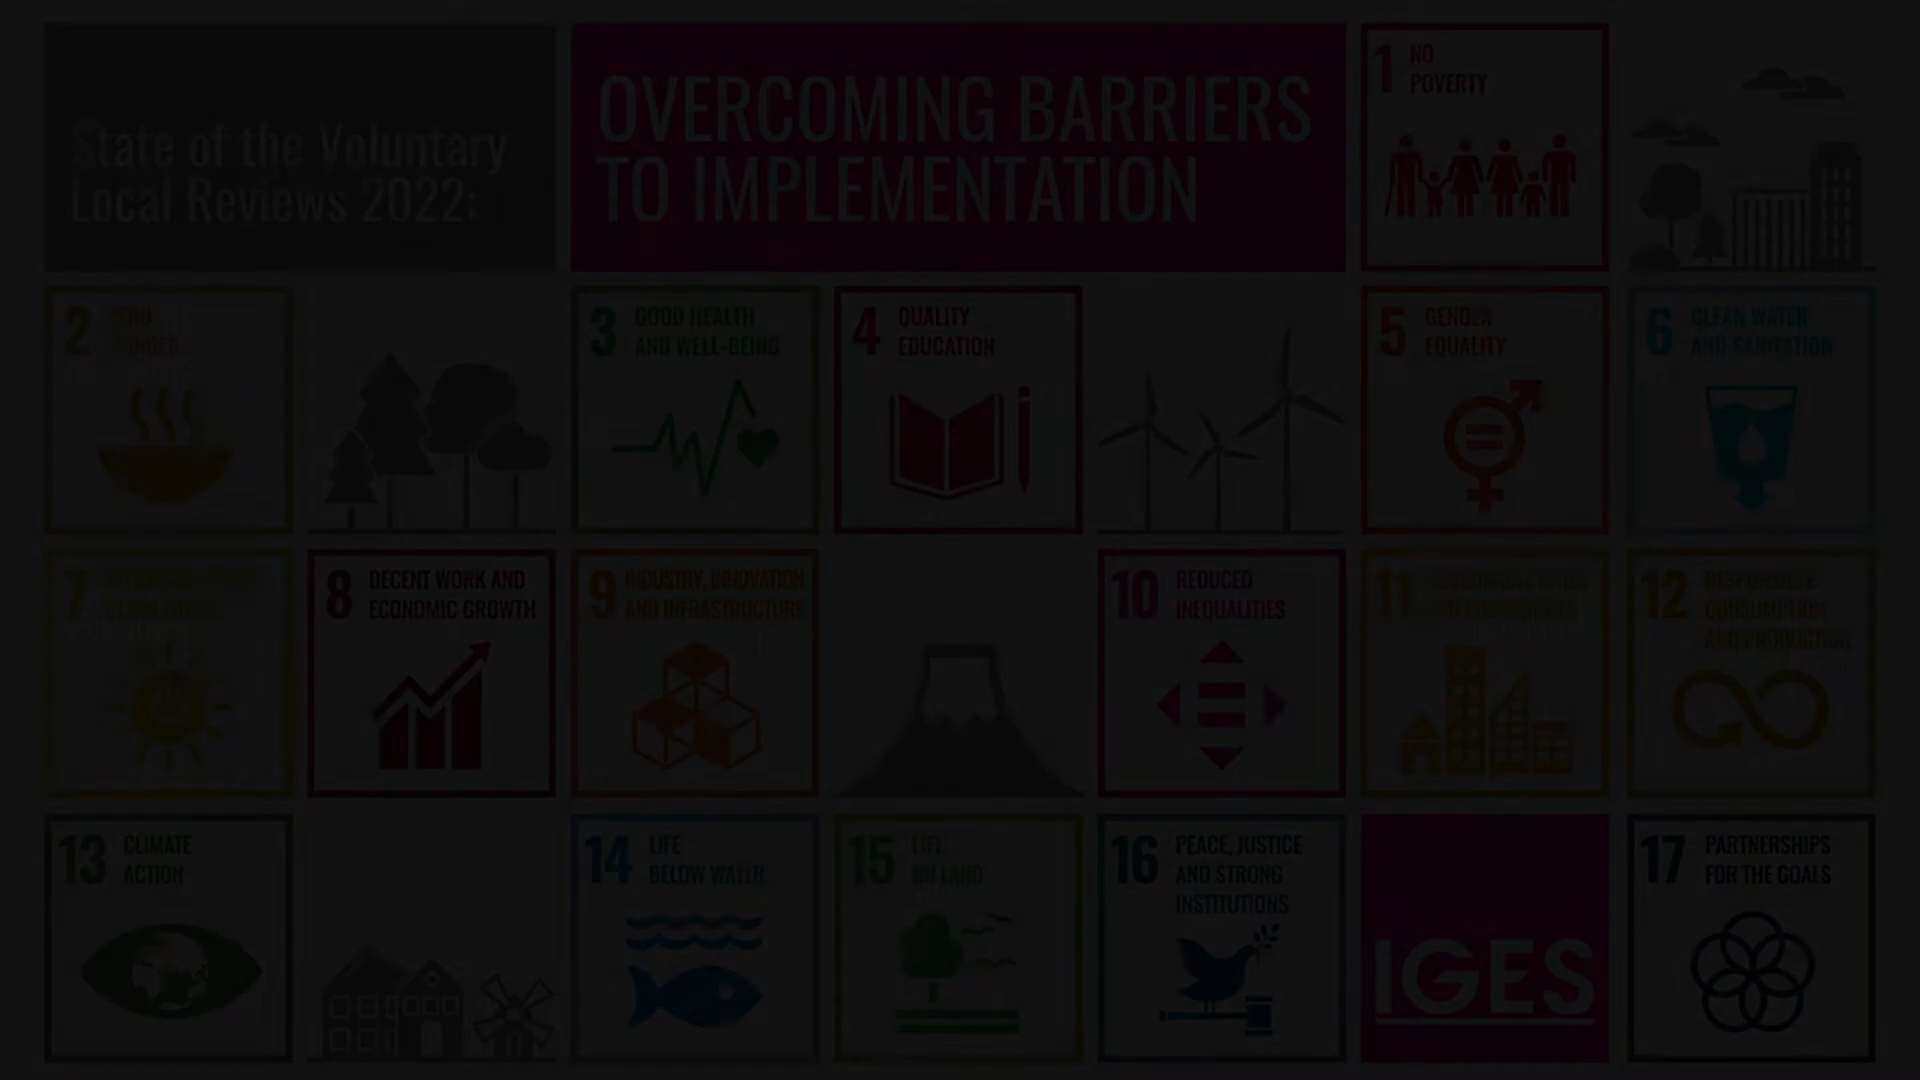 State of the Voluntary
Local Reviews 2022:
OVERCOMING BARRIERS
TO IMPLEMENTATION
1 NO
POVERTY
2 ZERO
HUNGER
3 GOOD HEALTH
AND WELL-BEING
4 QUALITY
EDUCATION
5 GENDER
EQUALITY
6 CLEAN WATER
AND SANITATION
7
8 DECENT WORK AND
ECONOMIC GROWTH
9 INDUSTRY, INNOVATION
AND INFRASTRUCTURE
10 REDUCED
INEQUALITIES
11
12 RESPONSIBLE
CONSUMPTION
AND PRODUCTION
13 CLIMATE
ACTION
14 LIFE
BELOW WATER
15 LIFE
ON LAND
16 PEACE, JUSTICE
AND STRONG
INSTITUTIONS
IGES
17 PARTNERSHIPS
FOR THE GOALS